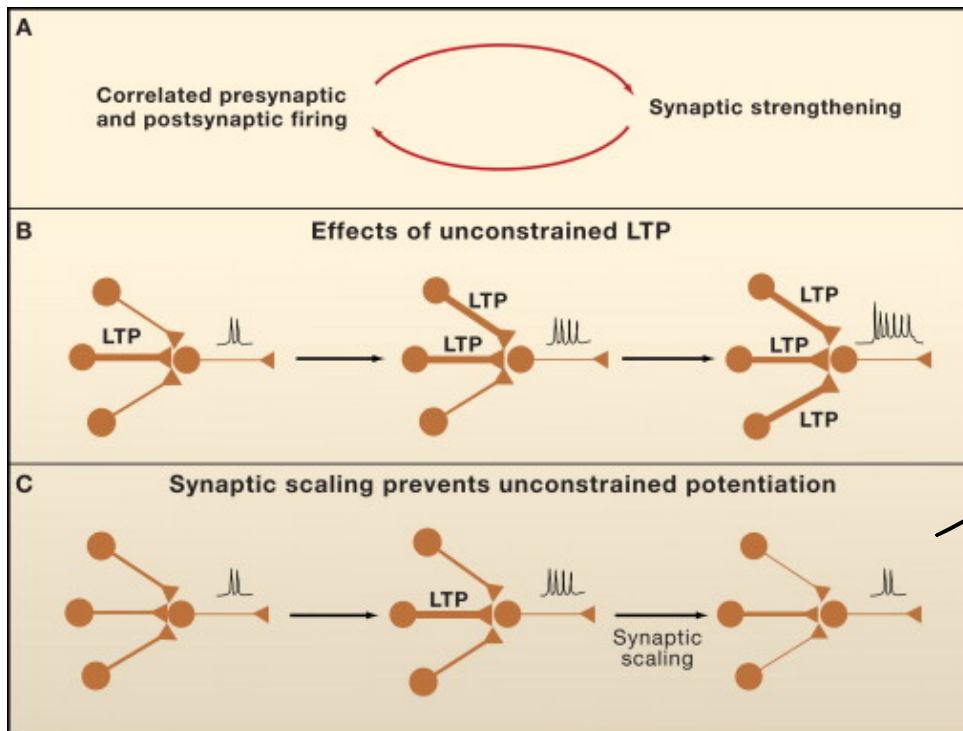 A
Correlated presynaptic
and postsynaptic firing
Synaptic strengthening
B
Effects of unconstrained LTP
LTP
LTP
LTP
LTP
LTP
LTP
C
Synaptic scaling prevents unconstrained potentiation
LTP
Synaptic
scaling